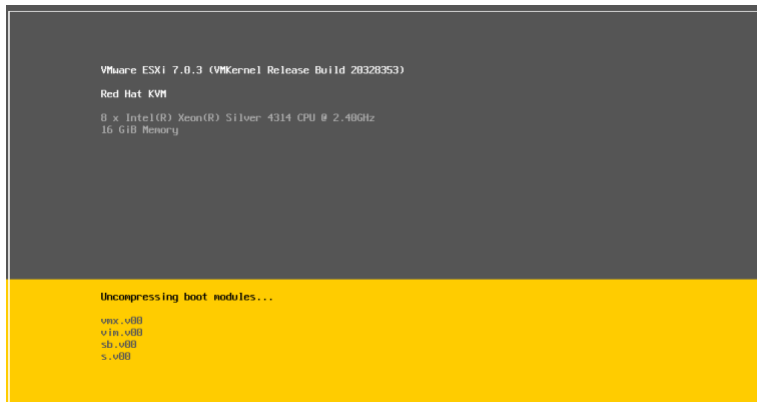 VMware ESXi 7.0.3 (VMKernel Release Build 20328353)
Red Hat KVM
8 x Intel(R) Xeon(R) Silver 4314 CPU @ 2.40GHz
16 GiB Memory
Uncompressing boot modules...
vmx.v00
vim.v00
sb.v00
s.v00